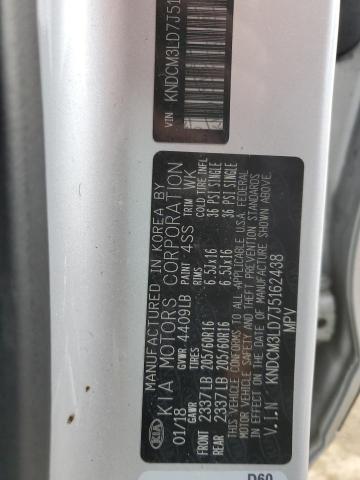 VIN KNDCM3LD7J51
KIA
MANUFACTURED IN KOREA BY
KIA MOTORS CORPORATION
01/18 GVWR 4409LB PAINT 4SS TRIM WK
TIRES RIMS COLD TIRE INFL
FRONT 2337LB 205/60R16 6.5Jx16 36 PSI SINGLE
REAR 2337LB 205/60R16 6.5Jx16 36 PSI SINGLE
THIS VEHICLE CONFORMS TO ALL APPLICABLE U.S.A. FEDERAL
MOTOR VEHICLE SAFETY AND THEFT PREVENTION STANDARDS
IN EFFECT ON THE DATE OF MANUFACTURE SHOWN ABOVE.
V.I.N KNDCM3LD7J5162438
MPV
D60